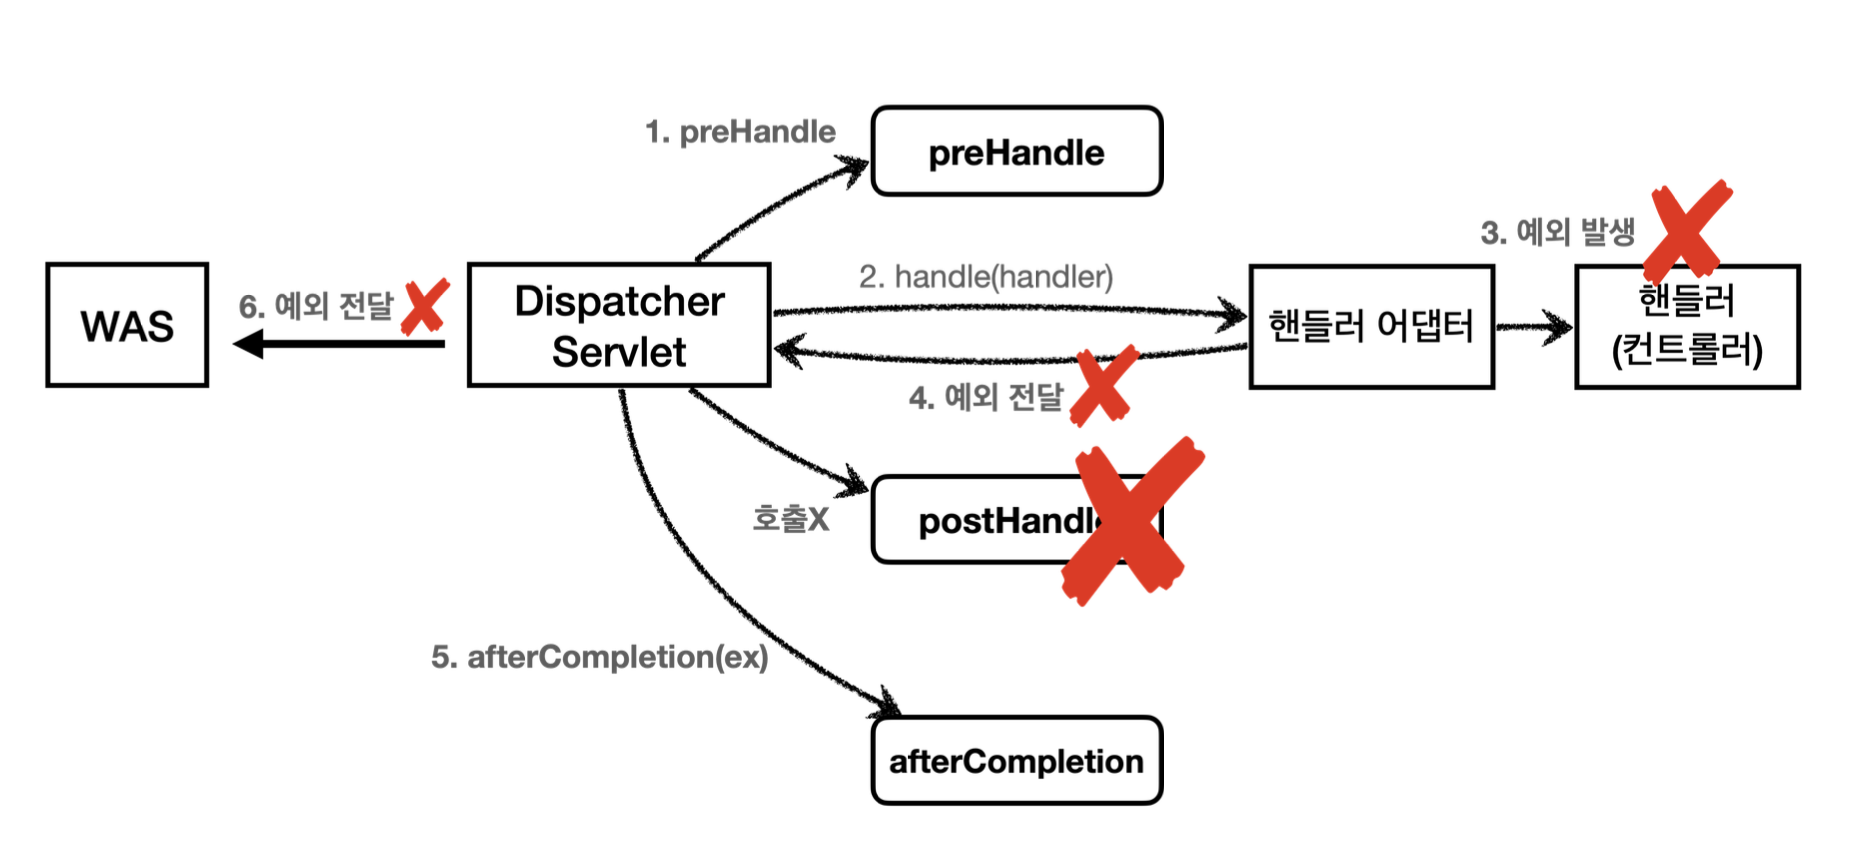 1. preHandle
preHandle
3. 예외 발생
WAS
6. 예외 전달
Dispatcher
Servlet
2. handle(handler)
핸들러 어댑터
핸들러
(컨트롤러)
4. 예외 전달
호출X
postHandle
5. afterCompletion(ex)
afterCompletion